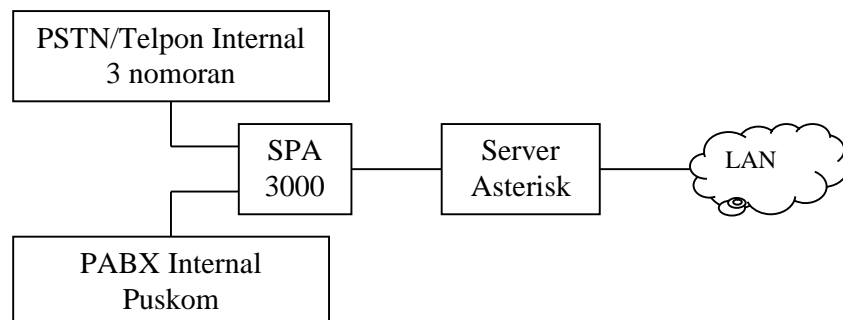 PSTN/Telpon Internal
3 nomoran
SPA
3000
Server
Asterisk
LAN
PABX Internal
Puskom